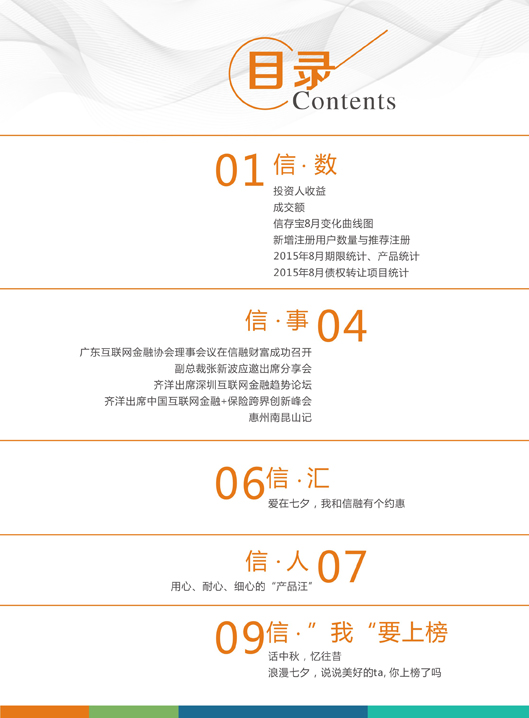 目录
Contents
01 信·数
投资人收益
成交额
信存宝8月变化曲线图
新增注册用户数量与推荐注册
2015年8月期限统计、产品统计
2015年8月债权转让项目统计
信·事 04
广东互联网金融协会理事会议在信融财富成功召开
副总裁张新波应邀出席分享会
齐洋出席深圳互联网金融趋势论坛
齐洋出席中国互联网金融+保险跨界创新峰会
惠州南昆山记
06 信·汇
爱在七夕，我和信融有个约惠
信·人 07
用心、耐心、细心的“产品汪”
09 信·”我“要上榜
话中秋，忆往昔
浪漫七夕，说说美好的ta, 你上榜了吗